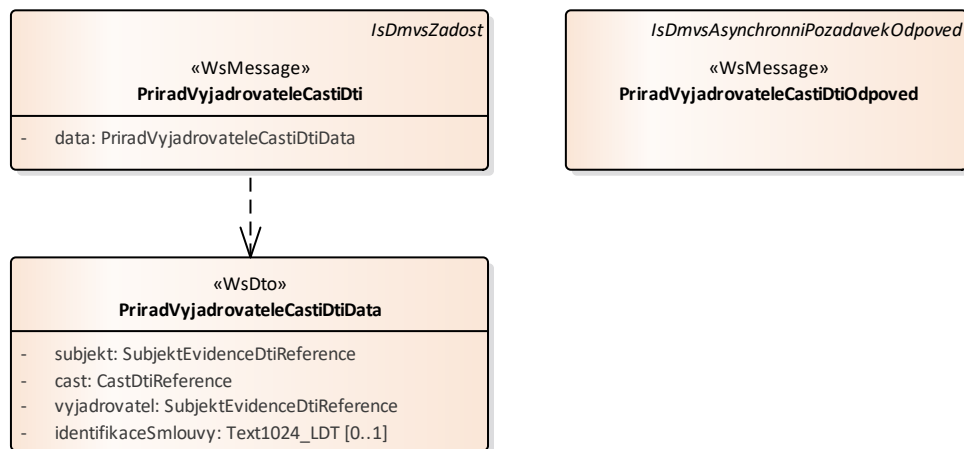 IsDmvsZadost
«WsMessage»
PriradVyjadrovateleCastiDti
- data: PriradVyjadrovateleCastiDtiData
IsDmvsAsynchronniPozadavekOdpoved
«WsMessage»
PriradVyjadrovateleCastiDtiOdpoved
«WsDto»
PriradVyjadrovateleCastiDtiData
- subjekt: SubjektEvidenceDtiReference
- cast: CastDtiReference
- vyjadrovatel: SubjektEvidenceDtiReference
- identifikaceSmlouvy: Text1024_LDT [0..1]